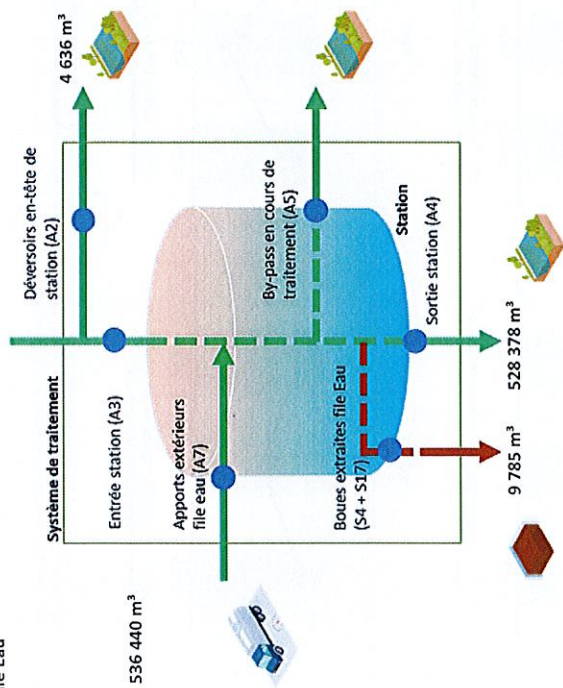 île Eau
536 440 m³
Système de traitement
Déversoirs en-tête de
station (A2)
4 636 m³
Entrée station (A3)
Apports extérieurs
file eau (A7)
By-pass en cours de
traitement (A5)
Station
Boues extraites file Eau
(S4 + S17)
Sortie station (A4)
9 785 m³
528 378 m³